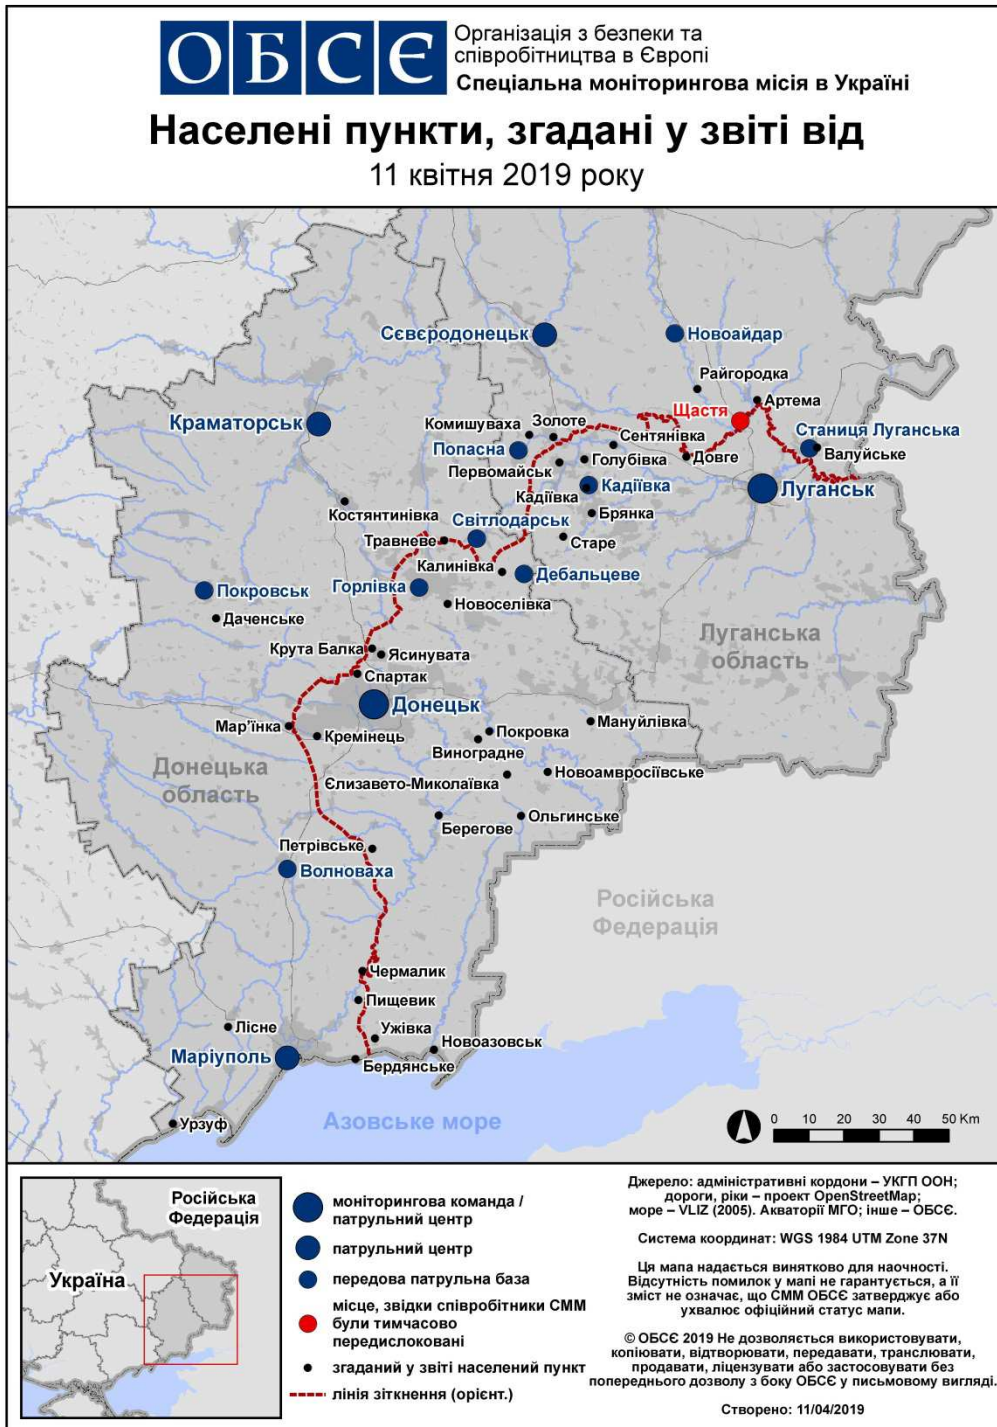 ОБСЄ
Організація з безпеки та
співробітництва в Європі
Спеціальна моніторингова місія в Україні
Населені пункти, згадані у звіті від
11 квітня 2019 року
Сєвєродонецьк
Новоайдар
Райгородка
Артема
Щастя
Краматорськ
Комишуваха
Золоте
Сентянівка
Станиця Луганська
Попасна
Довге
Валуйське
Первомайськ
Голубівка
Кадіївка
Кадіївка
Луганськ
Костянтинівка
Брянка
Світлодарськ
Травневе
Старе
Калинівка
Дебальцеве
Покровськ
Горлівка
Новоселівка
Даченське
Луганська
область
Крута Балка
Ясинувата
Спартак
Донецьк
Мар'їнка
Кремінець
Покровка
Мануйлівка
Виноградне
Донецька
область
Єлизавето-Миколаївка
Новоамвросіївське
Берегове
Ольгинське
Петрівське
Волноваха
Російська
Федерація
Чермалик
Пищевик
Лісне
Ужівка
Новоазовськ
Маріуполь
Бердянське
Урзуф
Азовське море
0 10 20 30 40 50 Km
Російська
Федерація
Україна
моніторингова команда /
патрульний центр
патрульний центр
передова патрульна база
місце, звідки співробітники СММ
були тимчасово
передислоковані
згаданий у звіті населений пункт
лінія зіткнення (орієнт.)
Джерело: адміністративні кордони – УКГП ООН;
дороги, ріки – проект OpenStreetMap;
море – VLIZ (2005). Акваторії МГО; інше – ОБСЄ.
Система координат: WGS 1984 UTM Zone 37N
Ця мапа надається винятково для наочності.
Відсутність помилок у мапі не гарантується, а її
зміст не означає, що СММ ОБСЄ затверджує або
ухвалює офіційний статус мапи.
© ОБСЄ 2019 Не дозволяється використовувати,
копіювати, відтворювати, передавати, транслювати,
продавати, ліцензувати або застосовувати без
попереднього дозволу з боку ОБСЄ у письмовому вигляді.
Створено: 11/04/2019